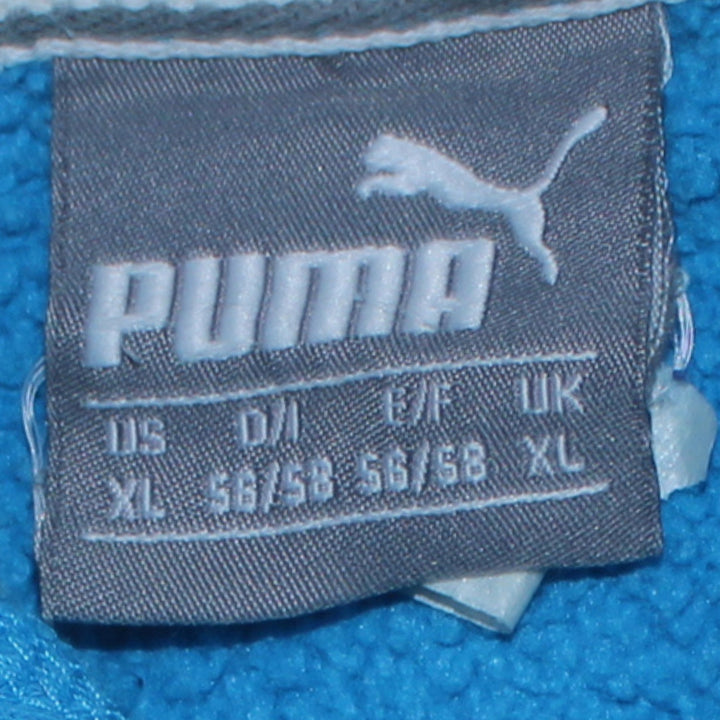 PUMA
US D/I E/F UK
XL 56/58 56/58 XL